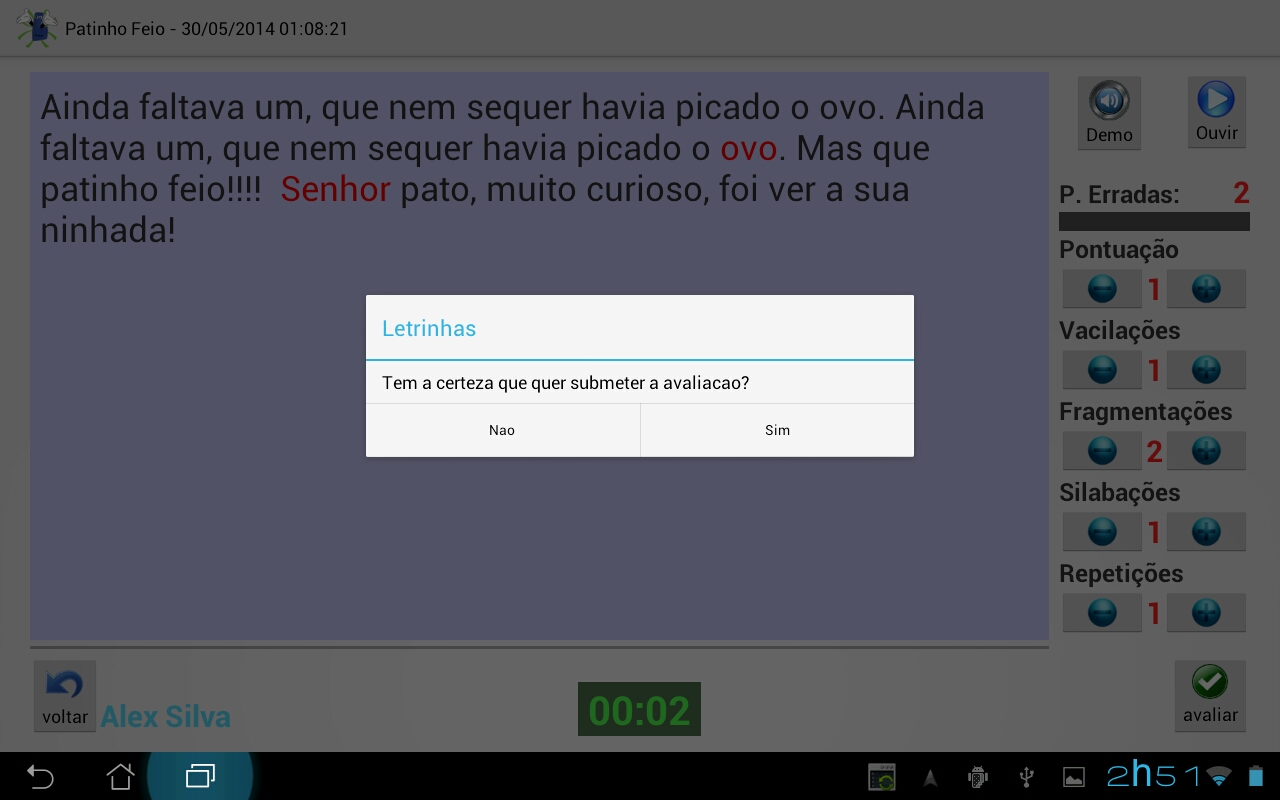 Patinho Feio - 30/05/2014 01:08:21
Ainda faltava um, que nem sequer havia picado o ovo. Ainda
faltava um, que nem sequer havia picado o ovo. Mas que
patinho feio!!!!  Senhor pato, muito curioso, foi ver a sua
ninhada!
Demo
Ouvir
P. Erradas: 2
Pontuação
1
Vacilações
1
Fragmentações
2
Silabações
1
Repetições
1
Letrinhas
Tem a certeza que quer submeter a avaliacao?
Nao
Sim
voltar
Alex Silva
00:02
avaliar
2h51